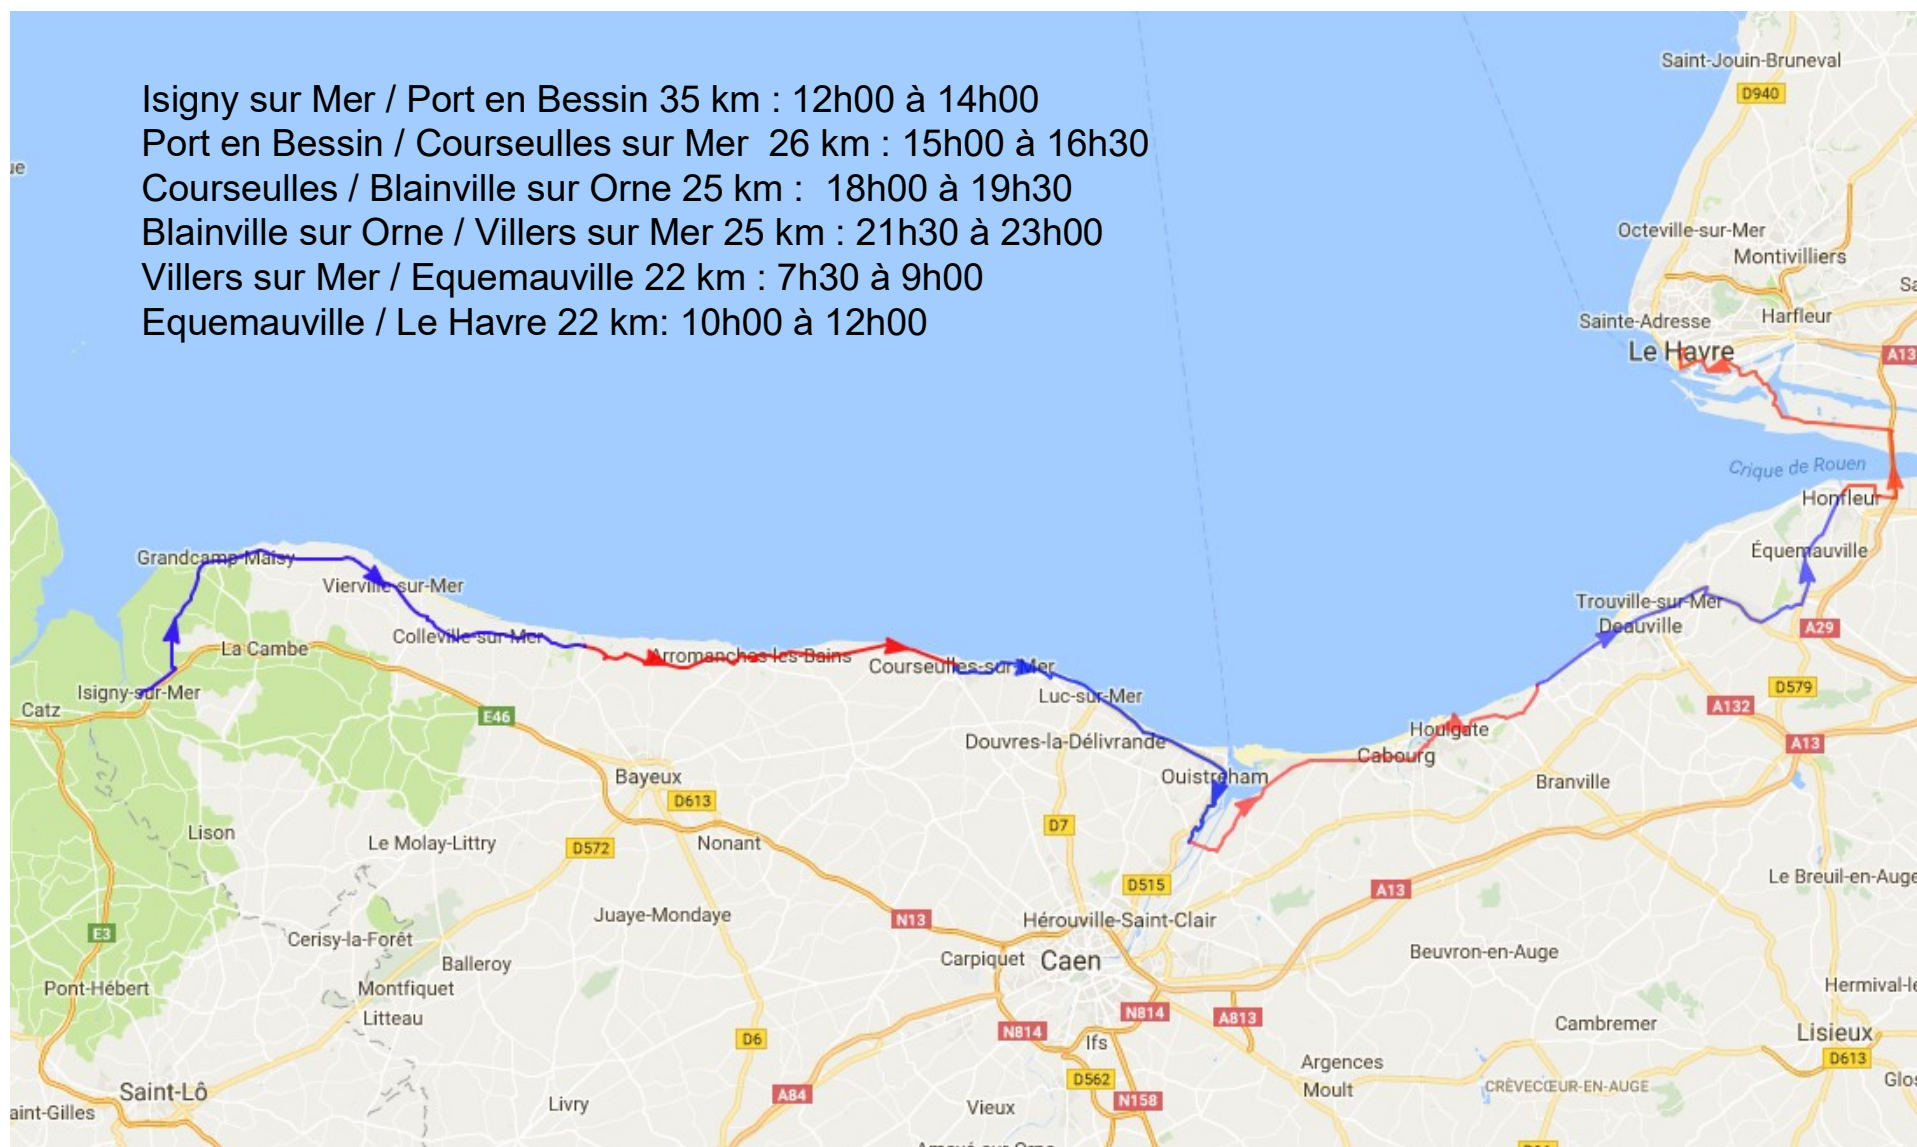 Isigny sur Mer / Port en Bessin 35 km : 12h00 à 14h00
Port en Bessin / Courseulles sur Mer  26 km : 15h00 à 16h30
Courseulles / Blainville sur Orne 25 km :  18h00 à 19h30
Blainville sur Orne / Villers sur Mer 25 km : 21h30 à 23h00
Villers sur Mer / Equemauville 22 km : 7h30 à 9h00
Equemauville / Le Havre 22 km: 10h00 à 12h00
Saint-Jouin-Bruneval
D940
Octeville-sur-Mer
Montivilliers
Sainte-Adresse
Harfleur
Le Havre
A13
Crique de Rouen
Honfleur
Équemauville
Grandcamp-Maisy
Vierville-sur-Mer
Trouville-sur-Mer
Deauville
A29
Colleville-sur-Mer
La Cambe
Arromanches-les-Bains
Courseulles-sur-Mer
Isigny-sur-Mer
Catz
Luc-sur-Mer
D579
A132
E46
Houlgate
Douvres-la-Délivrande
Cabourg
A13
Bayeux
Ouistreham
Branville
D613
D7
Lison
Le Molay-Littry
D572
Nonant
D515
A13
Le Breuil-en-Auge
Juaye-Mondaye
N13
Hérouville-Saint-Clair
E3
Cerisy-la-Forêt
Balleroy
Carpiquet
Caen
Beuvron-en-Auge
Pont-Hébert
Montfiquet
Hermival-le
Litteau
N814
N814
A813
Cambremer
Lisieux
D6
Ifs
D613
Argences
Moult
D562
CRÈVECŒUR-EN-AUGE
Glos
Saint-Lô
A84
N158
aint-Gilles
Livry
Vieux